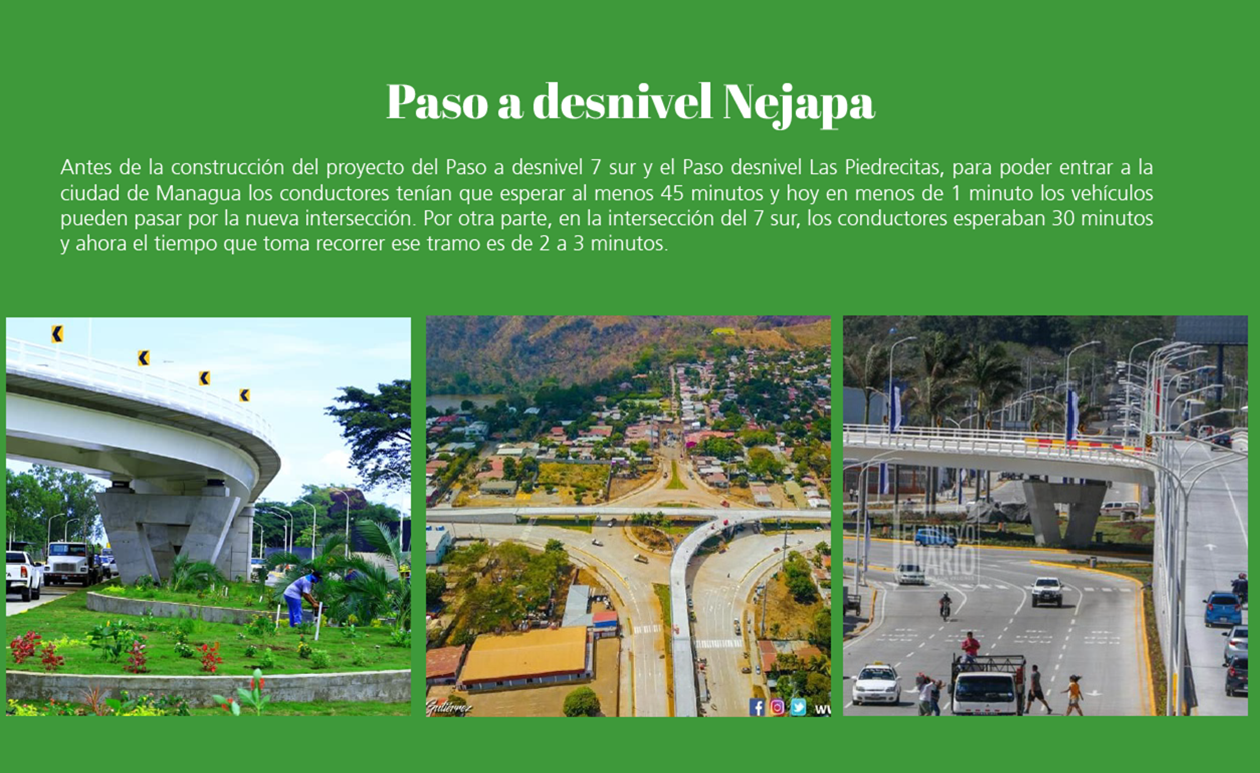 Paso a desnivel Nejapa
Antes de la construcción del proyecto del Paso a desnivel 7 sur y el Paso desnivel Las Piedrecitas, para poder entrar a la
ciudad de Managua los conductores tenían que esperar al menos 45 minutos y hoy en menos de 1 minuto los vehículos
pueden pasar por la nueva intersección. Por otra parte, en la intersección del 7 sur, los conductores esperaban 30 minutos
y ahora el tiempo que toma recorrer ese tramo es de 2 a 3 minutos.
NUEVO
DIARIO
Gutiérrez